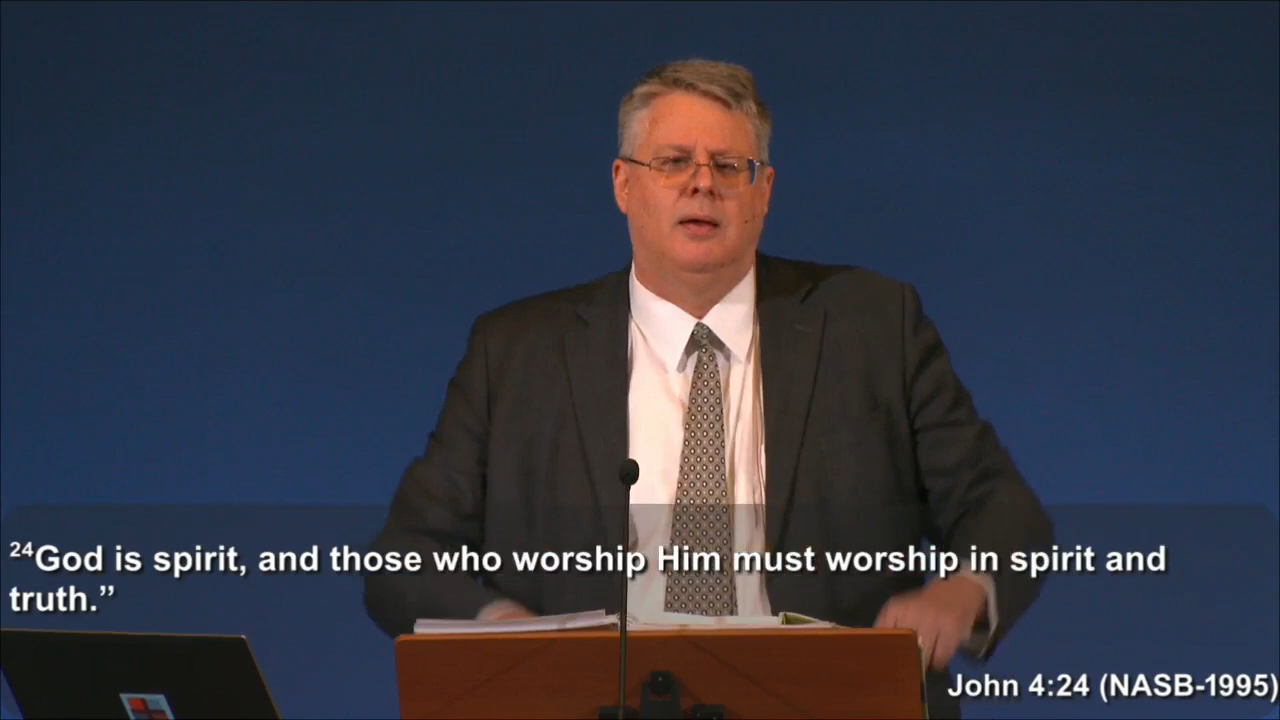 ²⁴God is spirit, and those who worship Him must worship in spirit and
truth.”
John 4:24 (NASB-1995)